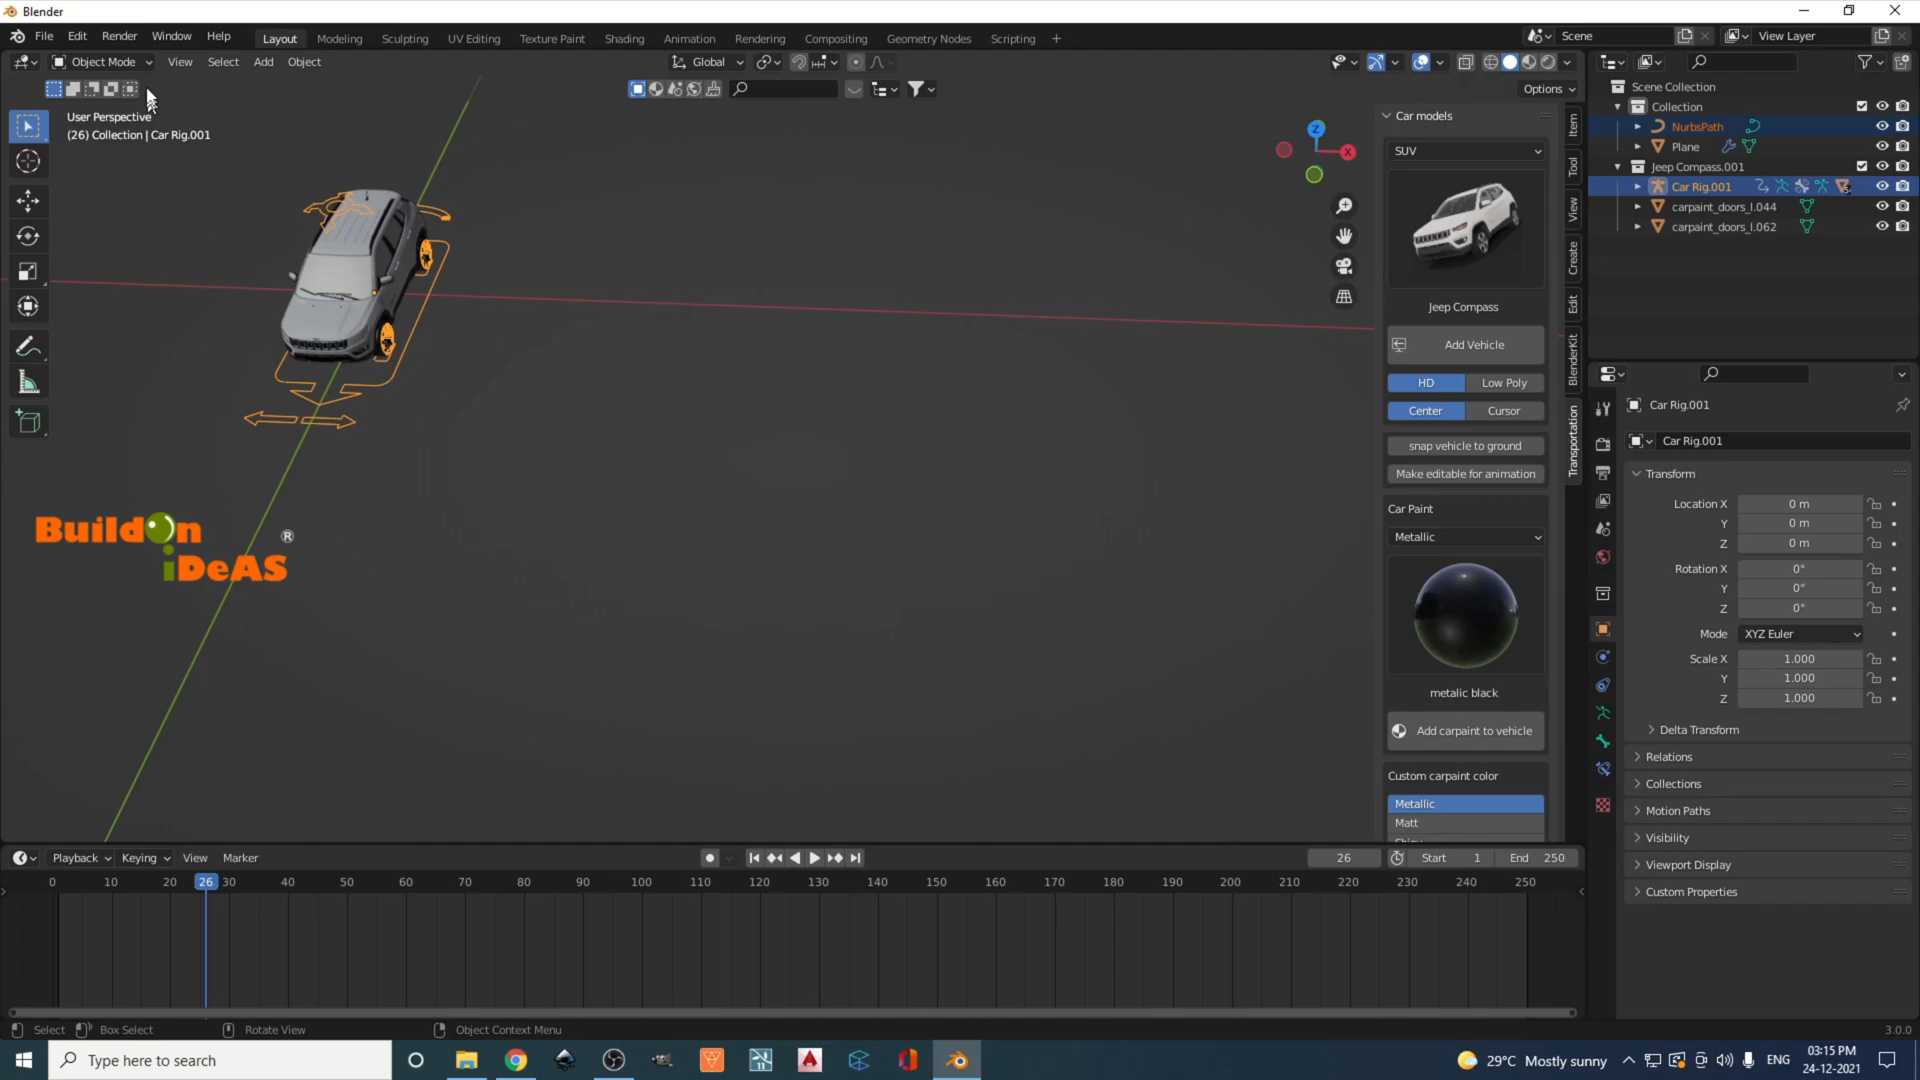 Blender
File Edit Render Window Help Layout Modeling Sculpting UV Editing Texture Paint Shading Animation Rendering Compositing Geometry Nodes Scripting + Scene View Layer
Object Mode View Select Add Object Global
Options
User Perspective
(26) Collection | Car Rig.001
Z
X
Car models
SUV
Jeep Compass
Add Vehicle
HD Low Poly
Center Cursor
snap vehicle to ground
Make editable for animation
Car Paint
Metallic
metalic black
Add carpaint to vehicle
Custom carpaint color
Metallic
Matt
Item
Tool
View
Create
Edit
BlenderKit
Transportation
Scene Collection
Collection
NurbsPath
Plane
Jeep Compass.001
Car Rig.001
carpaint_doors_l.044
carpaint_doors_l.062
Car Rig.001
Car Rig.001
Transform
Location X 0 m
Y 0 m
Z 0 m
Rotation X 0°
Y 0°
Z 0°
Mode XYZ Euler
Scale X 1.000
Y 1.000
Z 1.000
Delta Transform
Relations
Collections
Motion Paths
Visibility
Viewport Display
Custom Properties
BuildOn
iDeAS ®
Playback Keying View Marker 26 Start 1 End 250
0 10 20 26 30 40 50 60 70 80 90 100 110 120 130 140 150 160 170 180 190 200 210 220 230 240 250
Select Box Select Rotate View Object Context Menu 3.0.0
Type here to search 29°C Mostly sunny ENG 03:15 PM
24-12-2021